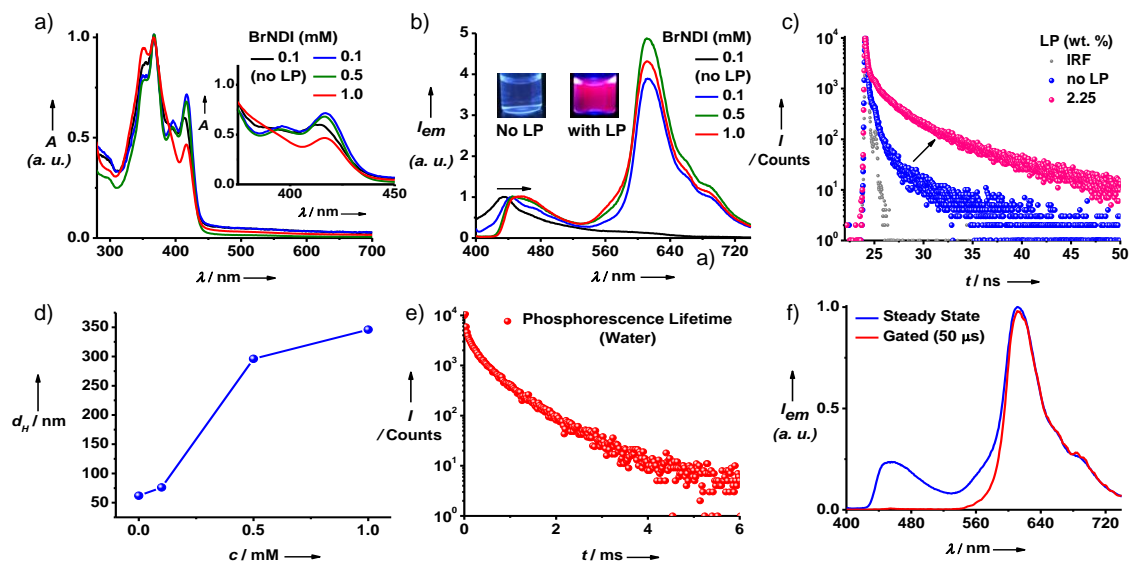 a)
A
(a. u.)
1.0
0.5
0.0
300
400
500
600
700
λ / nm
BrNDI (mM)
0.1
0.1
(no LP)
0.5
1.0
A
1.0
0.5
0.0
400
450
λ / nm
b)
I_em
(a. u.)
5
4
3
2
1
0
400
480
560
640
720
λ / nm
BrNDI (mM)
0.1
(no LP)
0.1
0.5
1.0
No LP
with LP
a)
c)
I
/ Counts
10^4
10^3
10^2
10^1
10^0
25
30
35
40
45
50
t / ns
LP (wt. %)
IRF
no LP
2.25
d)
d_H / nm
350
300
250
200
150
100
50
0.0
0.5
1.0
c / mM
e)
I
/ Counts
10^4
10^3
10^2
10^1
10^0
0
2
4
6
t / ms
Phosphorescence Lifetime
(Water)
f)
I_em
(a. u.)
1.0
0.5
0.0
400
480
560
640
720
λ / nm
Steady State
Gated (50 μs)